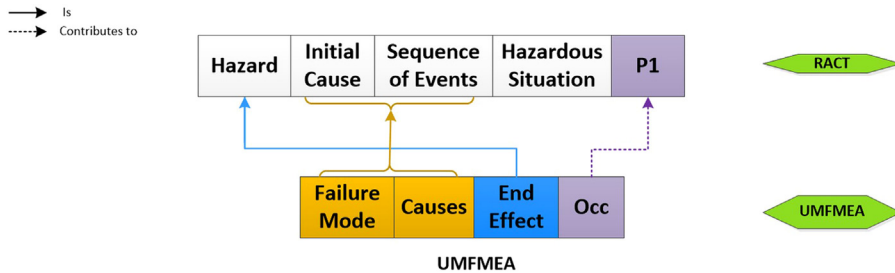 Is
Contributes to
Hazard
Initial
Cause
Sequence
of Events
Hazardous
Situation
P1
RACT
Failure
Mode
Causes
End
Effect
Occ
UMFMEA
UMFMEA